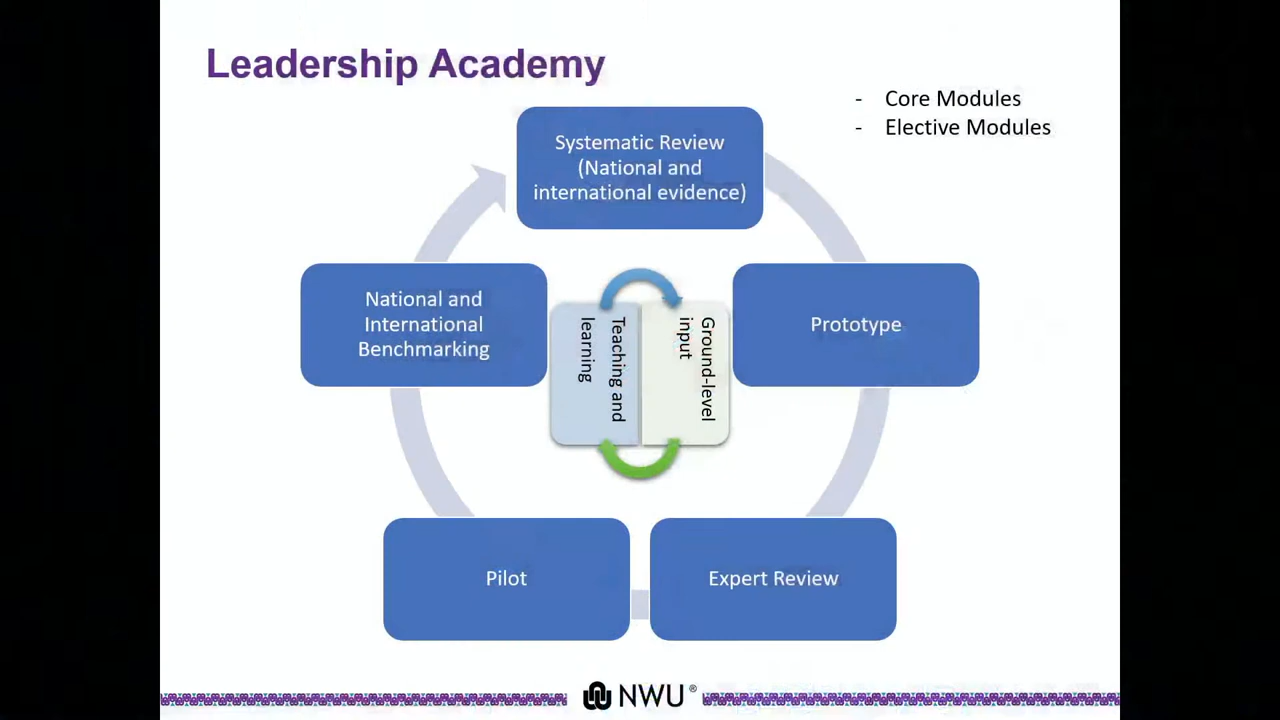 Leadership Academy
- Core Modules
- Elective Modules
Systematic Review
(National and
international evidence)
National and
International
Benchmarking
Teaching and
learning
Ground-level
input
Prototype
Pilot
Expert Review
NWU®